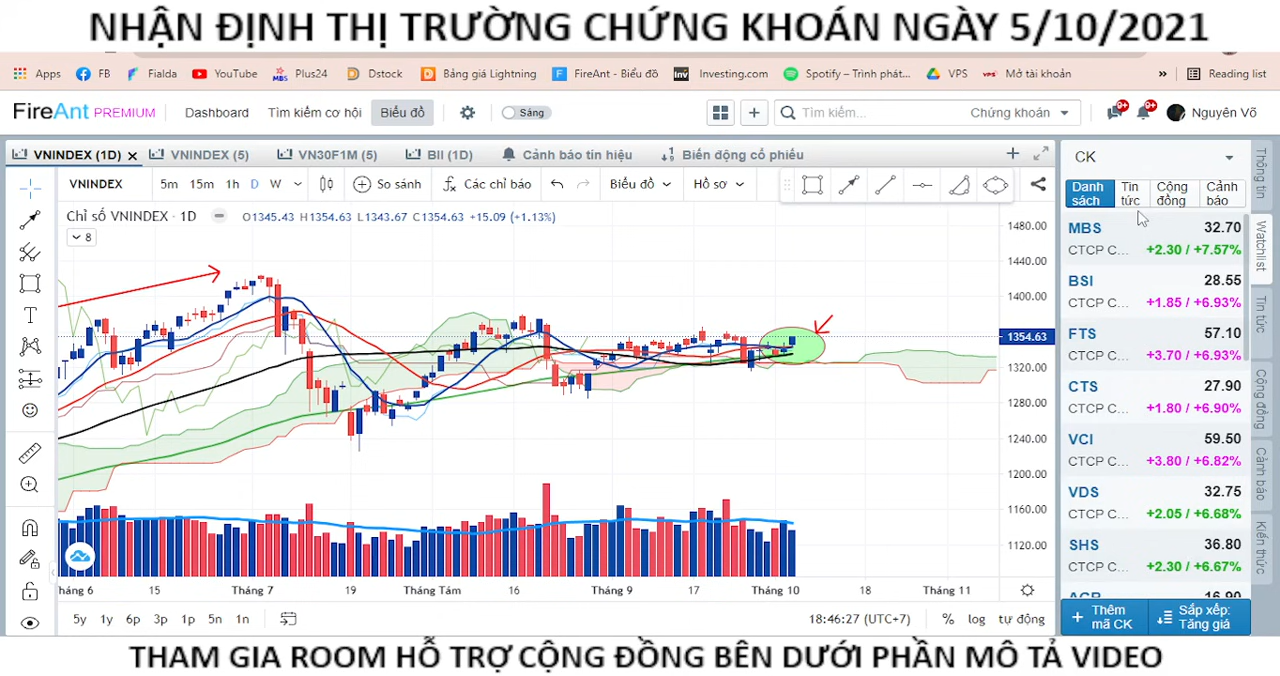 NHẬN ĐỊNH THỊ TRƯỜNG CHỨNG KHOÁN NGÀY 5/10/2021
Apps FB Fialda YouTube Plus24 Dstock Bảng giá Lightning FireAnt - Biểu đồ Investing.com Spotify – Trình phát... VPS Mở tài khoản » Reading list
FireAnt PREMIUM Dashboard Tìm kiếm cơ hội Biểu đồ Sáng Tìm kiếm... Chứng khoán 9+ 9+ Nguyên Võ
VNINDEX (1D) VNINDEX (5) VN30F1M (5) BII (1D) Cảnh báo tín hiệu Biến động cổ phiếu
VNINDEX 5m 15m 1h D W So sánh Các chỉ báo Biểu đồ Hồ sơ
Chỉ số VNINDEX · 1D O1345.43 H1354.63 L1343.67 C1354.63 +15.09 (+1.13%)
8
1480.00
1440.00
1400.00
1354.63
1320.00
1280.00
1240.00
1200.00
1160.00
1120.00
háng 6 15 Tháng 7 19 Tháng Tám 16 Tháng 9 17 Tháng 10 18 Tháng 11
5y 1y 6p 3p 1p 5n 1n 18:46:27 (UTC+7) % log tự động
CK
Danh sách Tin tức Cộng đồng Cảnh báo
MBS 32.70
CTCP C... +2.30 / +7.57%
BSI 28.55
CTCP C... +1.85 / +6.93%
FTS 57.10
CTCP C... +3.70 / +6.93%
CTS 27.90
CTCP C... +1.80 / +6.90%
VCI 59.50
CTCP C... +3.80 / +6.82%
VDS 32.75
CTCP C... +2.05 / +6.68%
SHS 36.80
CTCP C... +2.30 / +6.67%
AGR 16.90
Thêm mã CK Sắp xếp: Tăng giá
Thông tin
Watchlist
Tin tức
Cộng đồng
Cảnh báo
Kiến thức
THAM GIA ROOM HỖ TRỢ CỘNG ĐỒNG BÊN DƯỚI PHẦN MÔ TẢ VIDEO